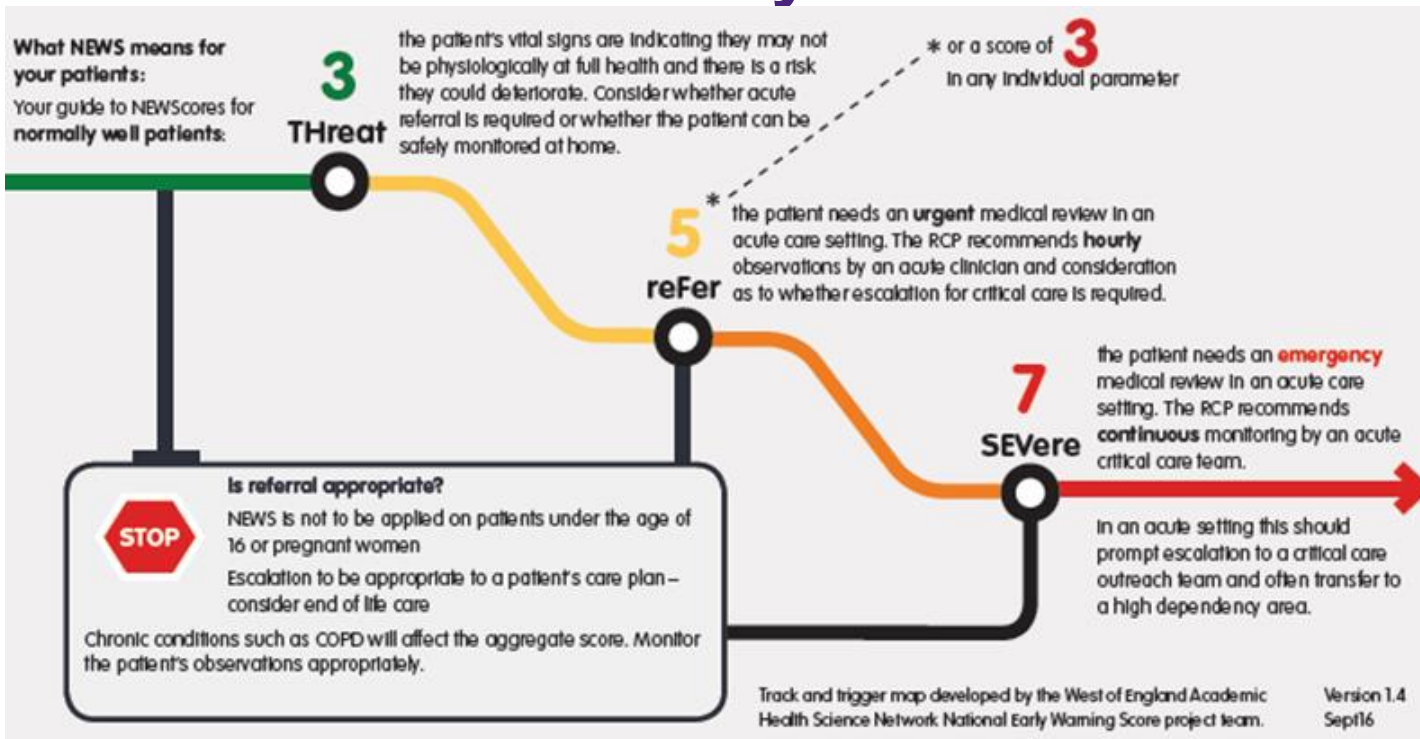 What NEWS means for
your patients:
Your guide to NEWScores for
normally well patients:
3
THreat
the patient's vital signs are indicating they may not
be physiologically at full health and there is a risk
they could deteriorate. Consider whether acute
referral is required or whether the patient can be
safely monitored at home.
* or a score of 3
in any individual parameter
5
*
reFer
the patient needs an urgent medical review in an
acute care setting. The RCP recommends hourly
observations by an acute clinician and consideration
as to whether escalation for critical care is required.
7
SEVere
the patient needs an emergency
medical review in an acute care
setting. The RCP recommends
continuous monitoring by an acute
critical care team.
In an acute setting this should
prompt escalation to a critical care
outreach team and often transfer to
a high dependency area.
STOP
Is referral appropriate?
NEWS is not to be applied on patients under the age of
16 or pregnant women
Escalation to be appropriate to a patient's care plan –
consider end of life care
Chronic conditions such as COPD will affect the aggregate score. Monitor
the patient's observations appropriately.
Track and trigger map developed by the West of England Academic
Health Science Network National Early Warning Score project team.
Version 1.4
Sept16